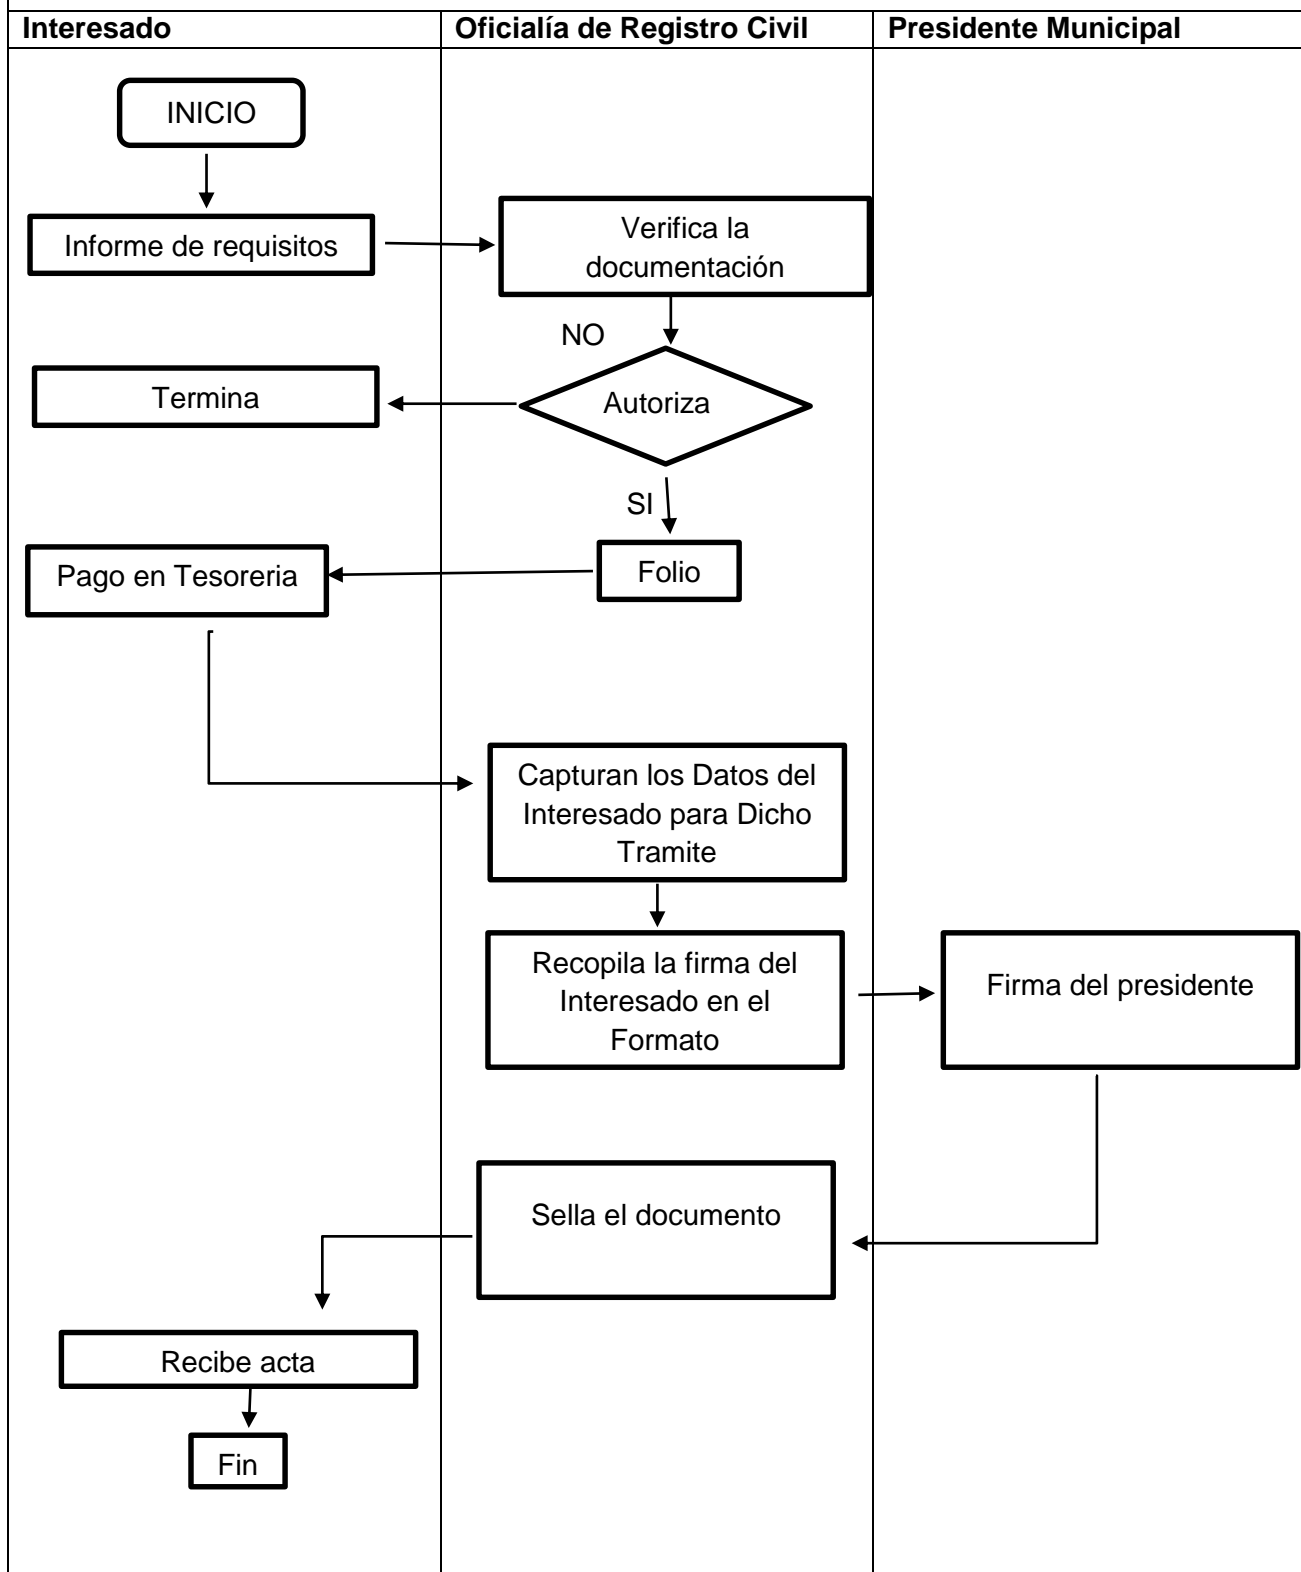 Interesado
Oficialía de Registro Civil
Presidente Municipal
INICIO
Informe de requisitos
Verifica la
documentación
NO
Autoriza
Termina
SI
Folio
Pago en Tesoreria
Capturan los Datos del
Interesado para Dicho
Tramite
Recopila la firma del
Interesado en el
Formato
Firma del presidente
Sella el documento
Recibe acta
Fin